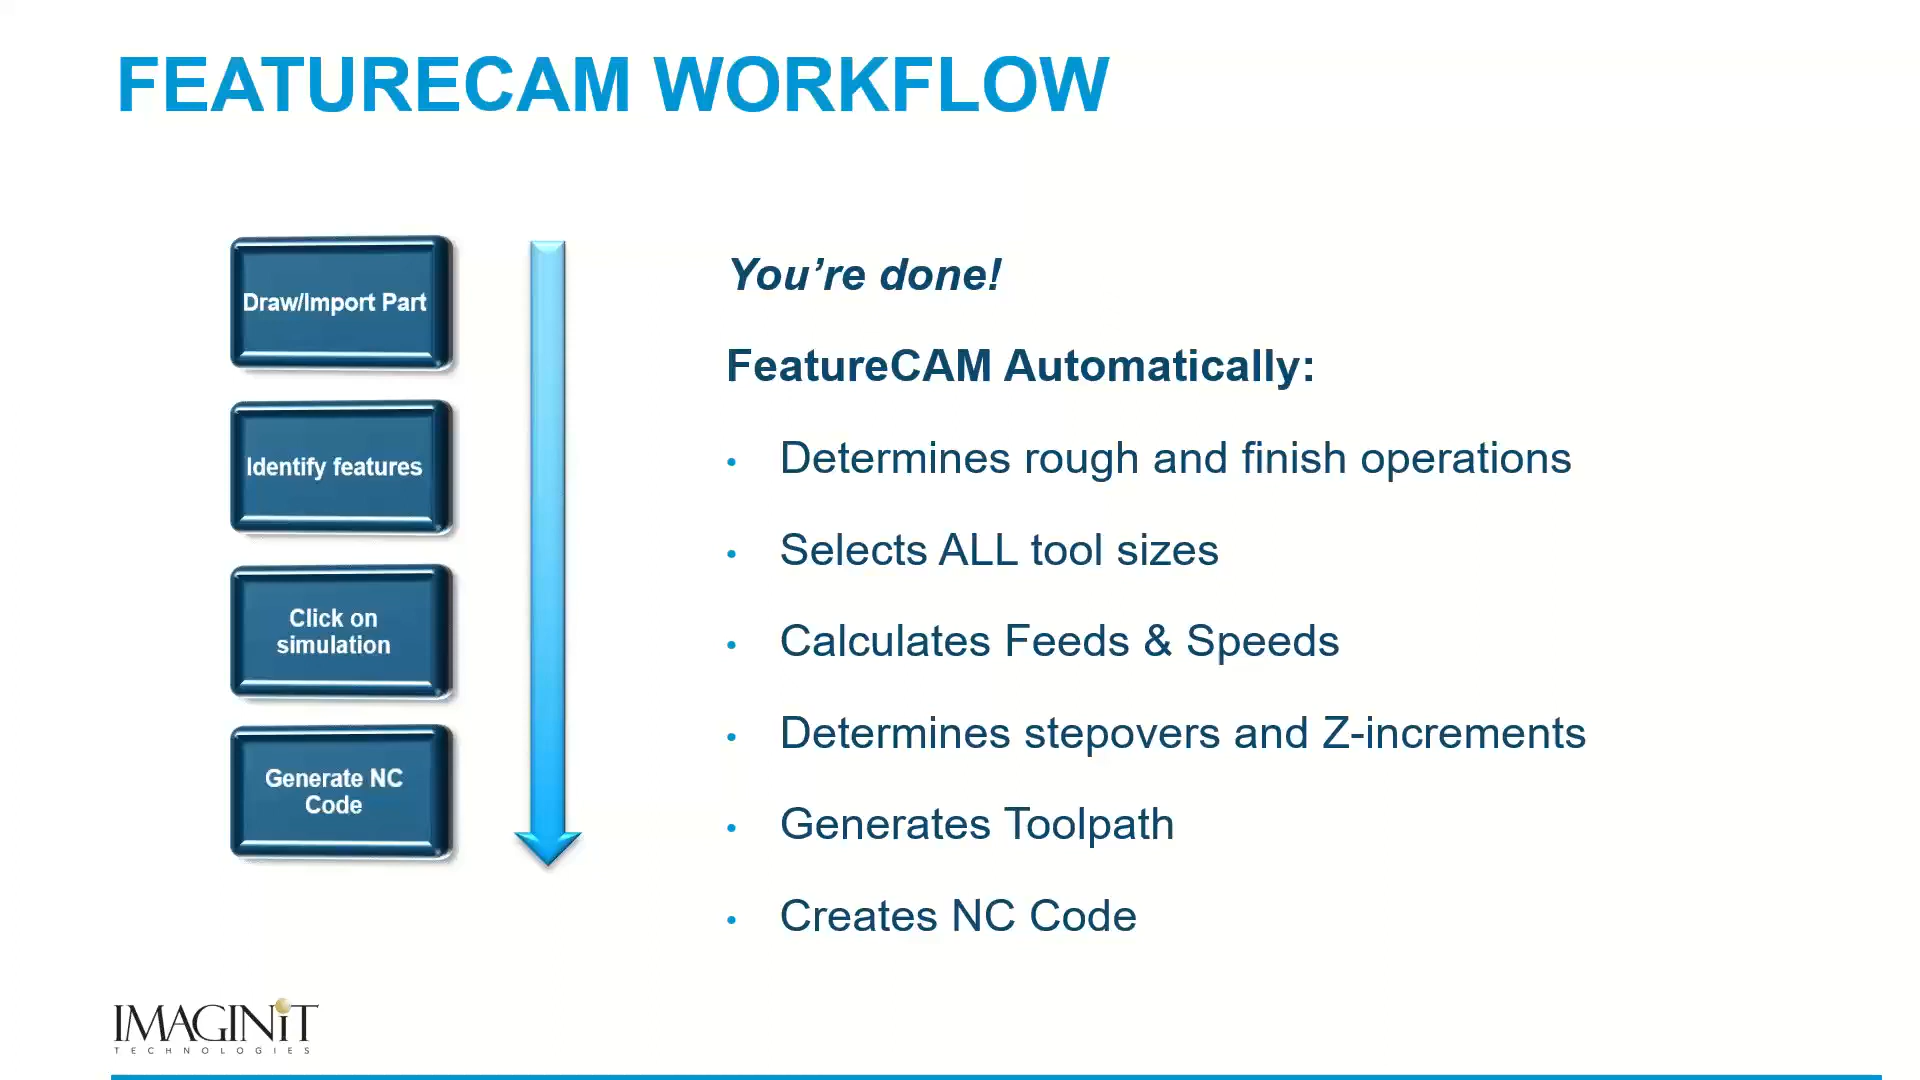 FEATURECAM WORKFLOW
Draw/Import Part
Identify features
Click on
simulation
Generate NC
Code
You’re done!
FeatureCAM Automatically:
• Determines rough and finish operations
• Selects ALL tool sizes
• Calculates Feeds & Speeds
• Determines stepovers and Z-increments
• Generates Toolpath
• Creates NC Code
IMAGINiT
TECHNOLOGIES